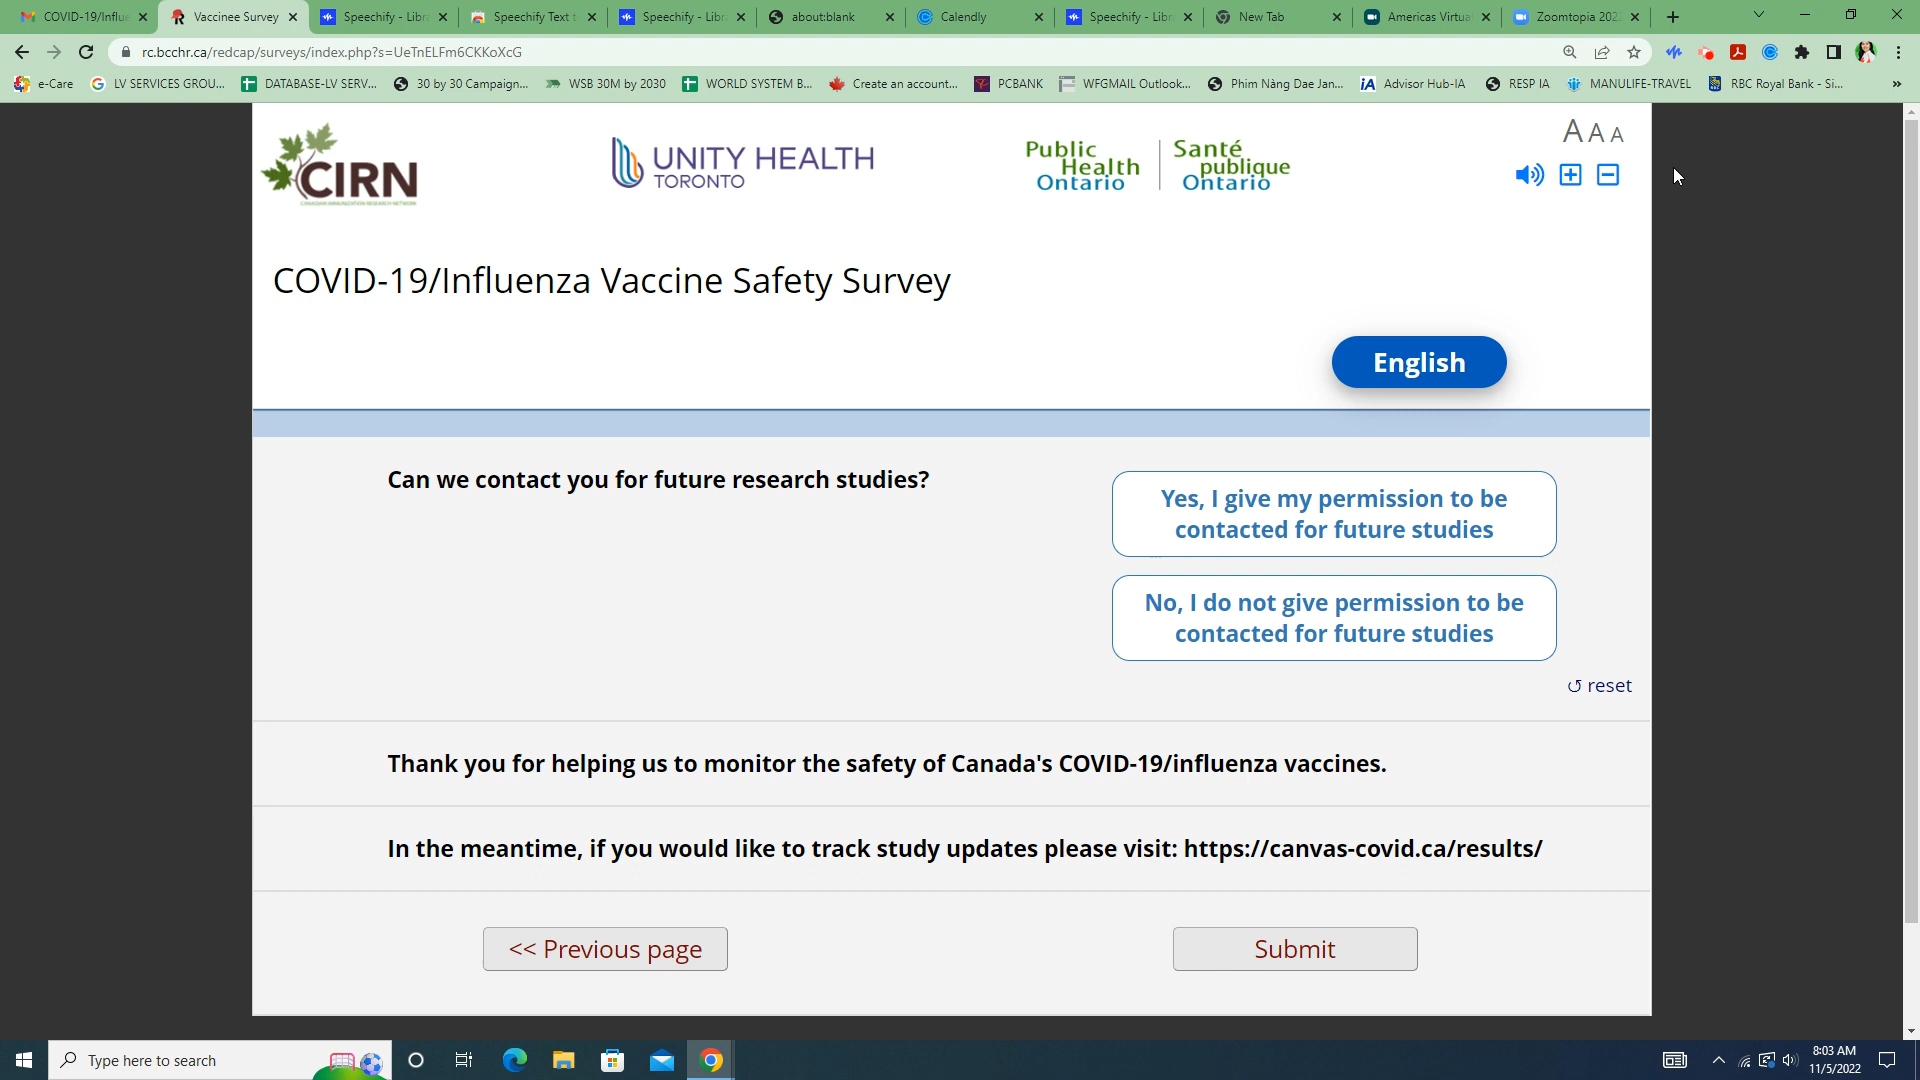 COVID-19/Influe
Vaccinee Survey
Speechify - Libr
Speechify Text t
Speechify - Libr
about:blank
Calendly
Speechify - Libr
New Tab
Americas Virtua
Zoomtopia 202
rc.bcchr.ca/redcap/surveys/index.php?s=UeTnELFm6CKKoXcG
e-Care
LV SERVICES GROU...
DATABASE-LV SERV...
30 by 30 Campaign...
WSB 30M by 2030
WORLD SYSTEM B...
Create an account...
PCBANK
WFGMAIL Outlook...
Phim Nàng Dae Jan...
Advisor Hub-IA
RESP IA
MANULIFE-TRAVEL
RBC Royal Bank - Si...
»
CIRN
CANADIAN IMMUNIZATION RESEARCH NETWORK
UNITY HEALTH
TORONTO
Public
Health
Ontario
Santé
publique
Ontario
A A A
COVID-19/Influenza Vaccine Safety Survey
English
Can we contact you for future research studies?
Yes, I give my permission to be
contacted for future studies
No, I do not give permission to be
contacted for future studies
reset
Thank you for helping us to monitor the safety of Canada's COVID-19/influenza vaccines.
In the meantime, if you would like to track study updates please visit: https://canvas-covid.ca/results/
<< Previous page
Submit
Type here to search
8:03 AM
11/5/2022